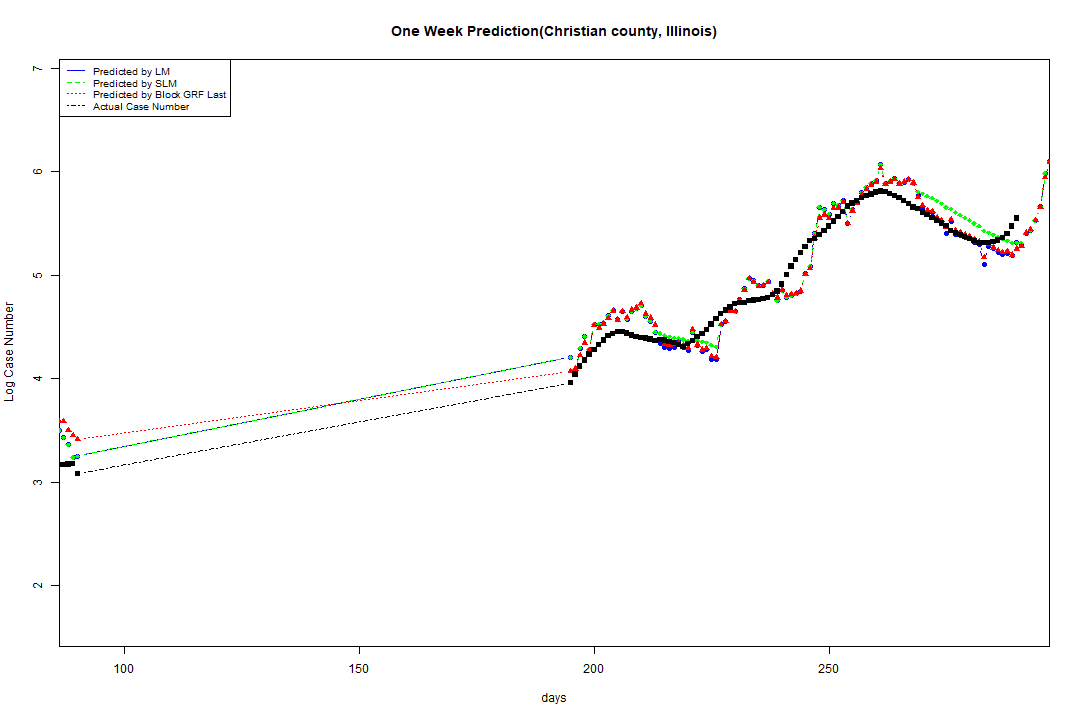 One Week Prediction(Christian county, Illinois)
Predicted by LM
Predicted by SLM
Predicted by Block GRF Last
Actual Case Number
7
6
5
4
3
2
Log Case Number
100 150 200 250
days